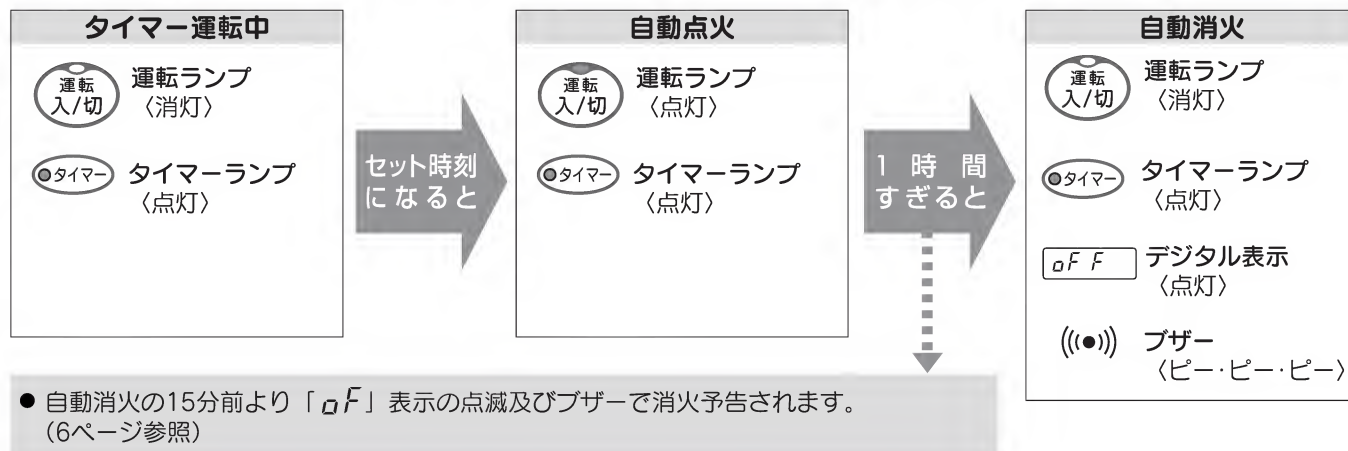 タイマー運転中
運転
入/切
運転ランプ
〈消灯〉
タイマー
タイマーランプ
〈点灯〉
セット時刻
になると
自動点火
運転
入/切
運転ランプ
〈点灯〉
タイマー
タイマーランプ
〈点灯〉
1時間
すぎると
自動消火
運転
入/切
運転ランプ
〈消灯〉
タイマー
タイマーランプ
〈点灯〉
oFF
デジタル表示
〈点灯〉
ブザー
〈ピー・ピー・ピー〉
●自動消火の15分前より「oF」表示の点滅及びブザーで消火予告されます。
(6ページ参照)